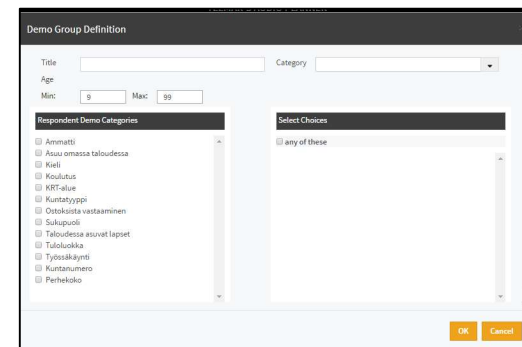 Demo Group Definition
Title
Category
Age
Min: 9 Max: 99
Respondent Demo Categories
Ammatti
Asuu omassa taloudessa
Kieli
Koulutus
KRT-alue
Kuntatyyppi
Ostoksista vastaaminen
Sukupuoli
Taloudessa asuvat lapset
Tuloluokka
Työssäkäynti
Kuntanumero
Perhekoko
Select Choices
any of these
OK Cancel